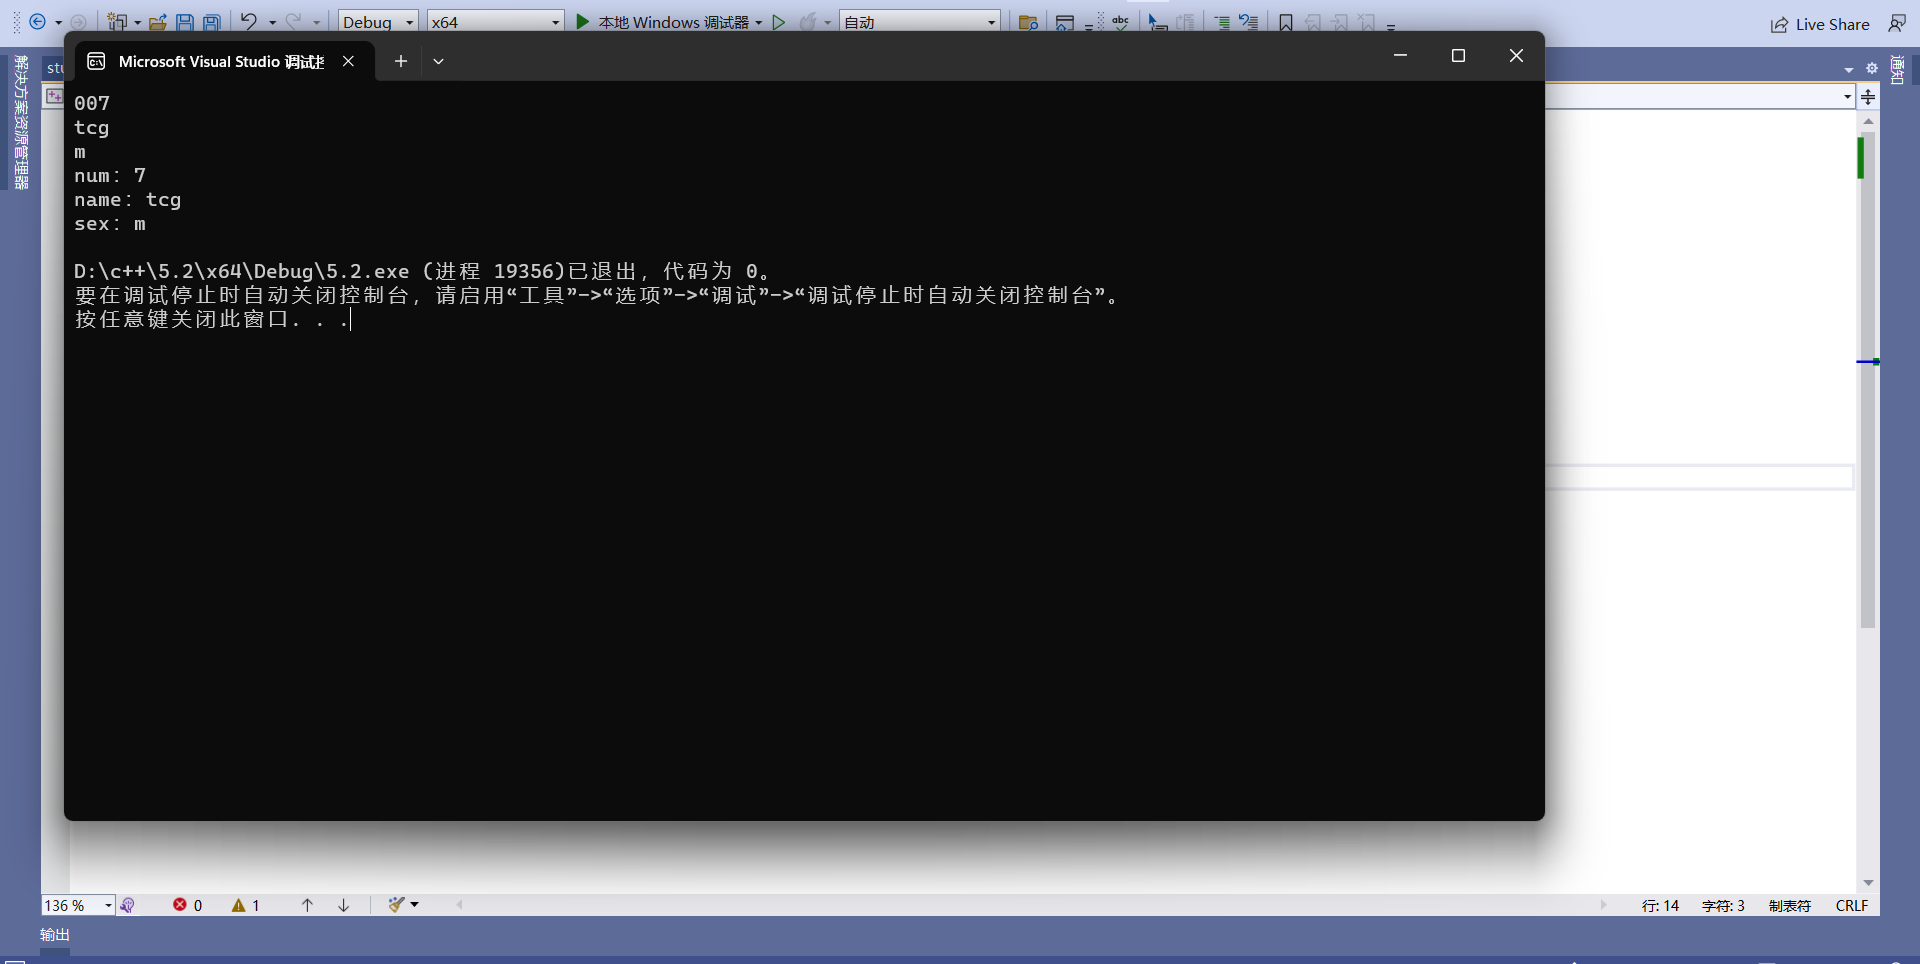 Debug
x64
本地 Windows 调试器
自动
abc
Live Share
解决方案资源管理器
通知
Microsoft Visual Studio 调试
007
tcg
m
num: 7
name: tcg
sex: m
D:\c++\5.2\x64\Debug\5.2.exe (进程 19356)已退出,代码为 0。
要在调试停止时自动关闭控制台,请启用“工具”->“选项”->“调试”->“调试停止时自动关闭控制台”。
按任意键关闭此窗口. . .
136 %
0
1
行: 14
字符: 3
制表符
CRLF
输出